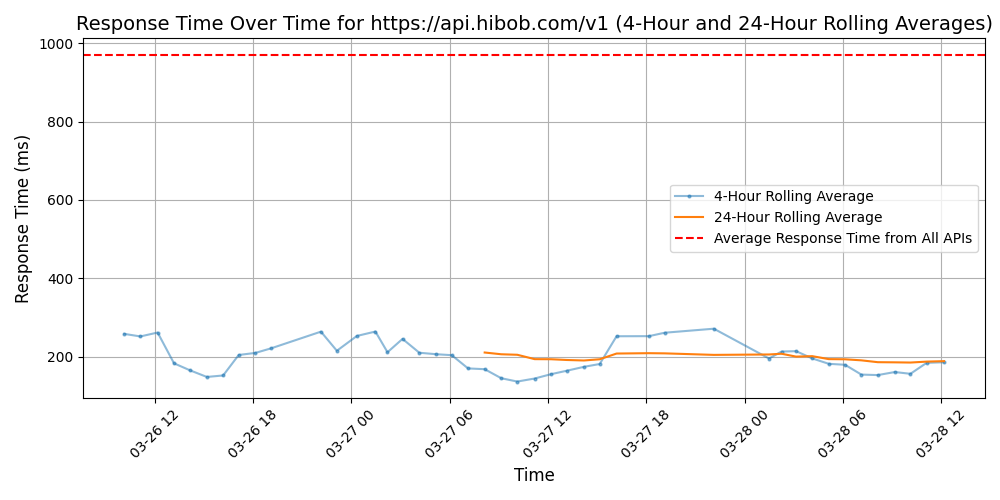 Response Time Over Time for https://api.hibob.com/v1 (4-Hour and 24-Hour Rolling Averages)
Response Time (ms)
1000
800
600
400
200
4-Hour Rolling Average
24-Hour Rolling Average
Average Response Time from All APIs
03-26 12
03-26 18
03-27 00
03-27 06
03-27 12
03-27 18
03-28 00
03-28 06
03-28 12
Time